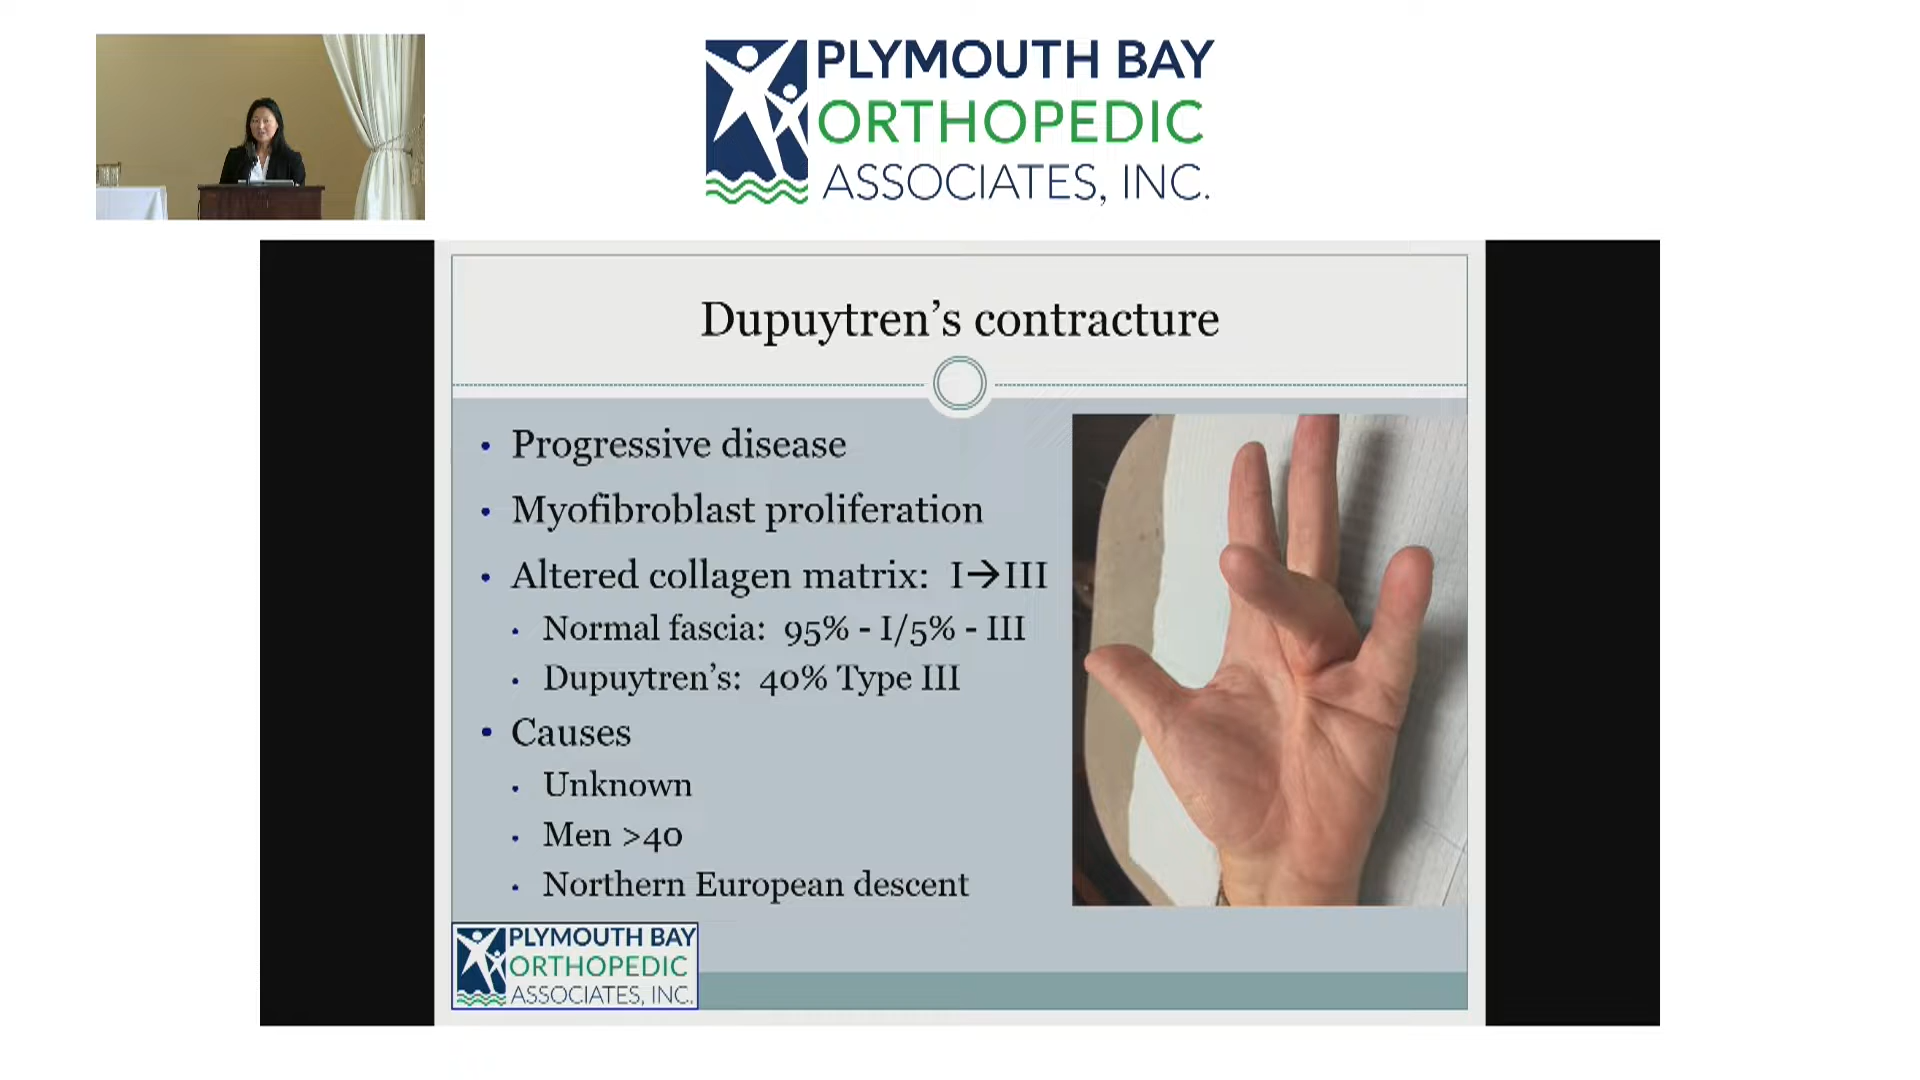 PLYMOUTH BAY
ORTHOPEDIC
ASSOCIATES, INC.
Dupuytren’s contracture
• Progressive disease
• Myofibroblast proliferation
• Altered collagen matrix: I→III
• Normal fascia: 95% - I/5% - III
• Dupuytren’s: 40% Type III
• Causes
• Unknown
• Men >40
• Northern European descent
PLYMOUTH BAY
ORTHOPEDIC
ASSOCIATES, INC.